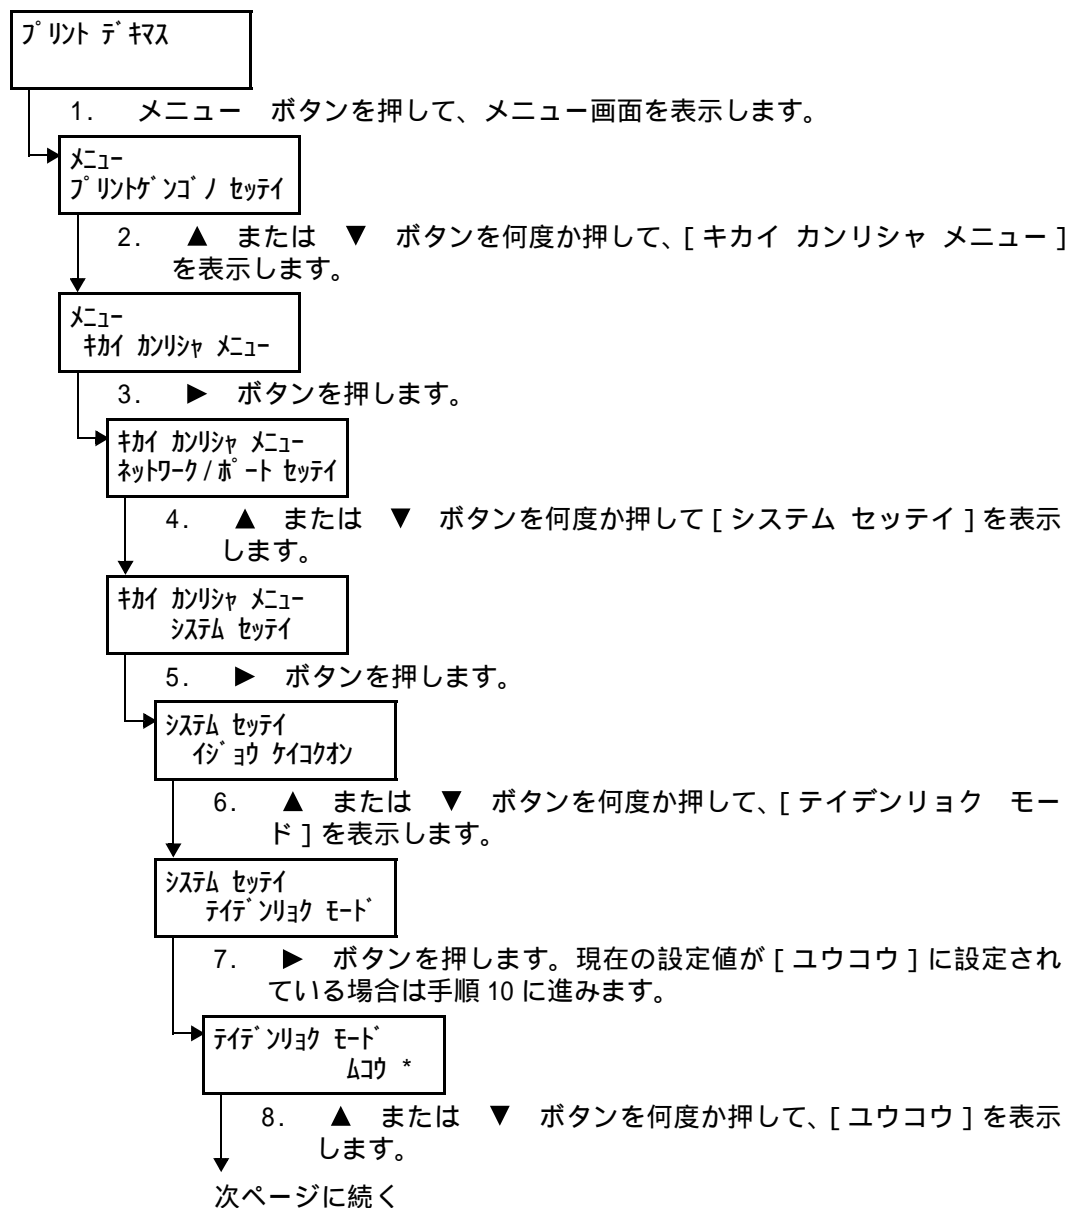 ﾌﾟﾘﾝﾄ ﾃﾞｷﾏｽ
1. メニュー ボタンを押して、メニュー画面を表示します。
ﾒﾆｭｰ
ﾌﾟﾘﾝﾄｹﾞﾝｺﾞﾉ ｾｯﾃｲ
2. ▲ または ▼ ボタンを何度か押して、[キカイ カンリシャ メニュー]
を表示します。
ﾒﾆｭｰ
ｷｶｲ ｶﾝﾘｼｬ ﾒﾆｭｰ
3. ▶ ボタンを押します。
ｷｶｲ ｶﾝﾘｼｬ ﾒﾆｭｰ
ﾈｯﾄﾜｰｸ/ﾎﾟｰﾄ ｾｯﾃｲ
4. ▲ または ▼ ボタンを何度か押して[システム セッテイ]を表示
します。
ｷｶｲ ｶﾝﾘｼｬ ﾒﾆｭｰ
ｼｽﾃﾑ ｾｯﾃｲ
5. ▶ ボタンを押します。
ｼｽﾃﾑ ｾｯﾃｲ
ｲｼﾞｮｳ ｹｲｺｸｵﾝ
6. ▲ または ▼ ボタンを何度か押して、[テイデンリョク モー
ド]を表示します。
ｼｽﾃﾑ ｾｯﾃｲ
ﾃｲﾃﾞﾝﾘｮｸ ﾓｰﾄﾞ
7. ▶ ボタンを押します。現在の設定値が[ユウコウ]に設定され
ている場合は手順 10 に進みます。
ﾃｲﾃﾞﾝﾘｮｸ ﾓｰﾄﾞ
ﾑｺｳ *
8. ▲ または ▼ ボタンを何度か押して、[ユウコウ]を表示
します。
次ページに続く